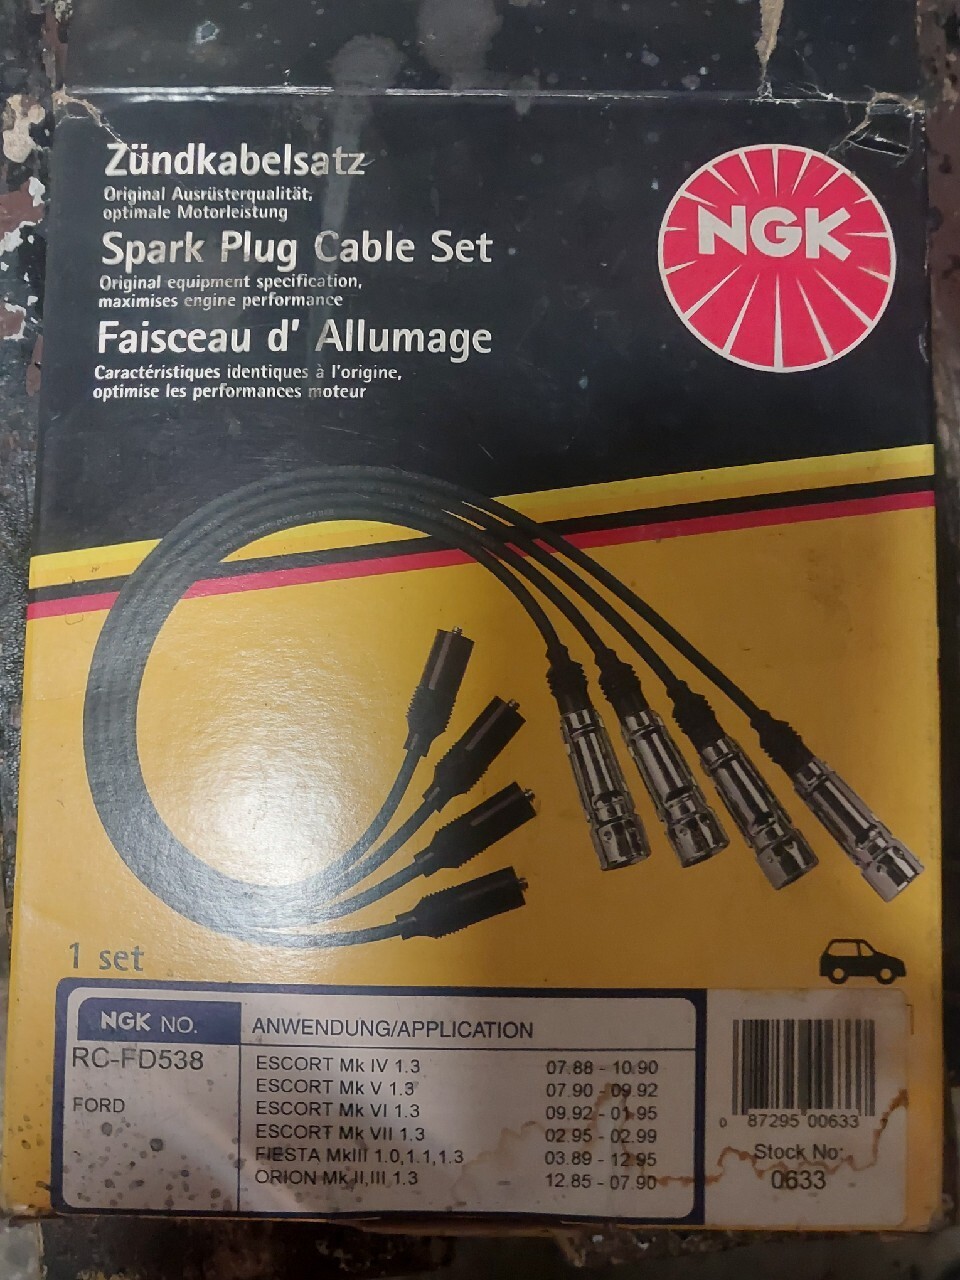 Zündkabelsatz
Original Ausrüsterqualität,
optimale Motorleistung
NGK
Spark Plug Cable Set
Original equipment specification,
maximises engine performance
Faisceau d' Allumage
Caractéristiques identiques à l'origine,
optimise les performances moteur
1 set
NGK NO.
RC-FD538
FORD
ANWENDUNG/APPLICATION
ESCORT Mk IV 1.3 07.88 - 10.90
ESCORT Mk V 1.3 07.90 - 09.92
ESCORT Mk VI 1.3 09.92 - 01.95
ESCORT Mk VII 1.3 02.95 - 02.99
FIESTA MkIII 1.0,1.1,1.3 03.89 - 12.95
ORION Mk II,III 1.3 12.85 - 07.90
0 87295 00633
Stock No:
0633